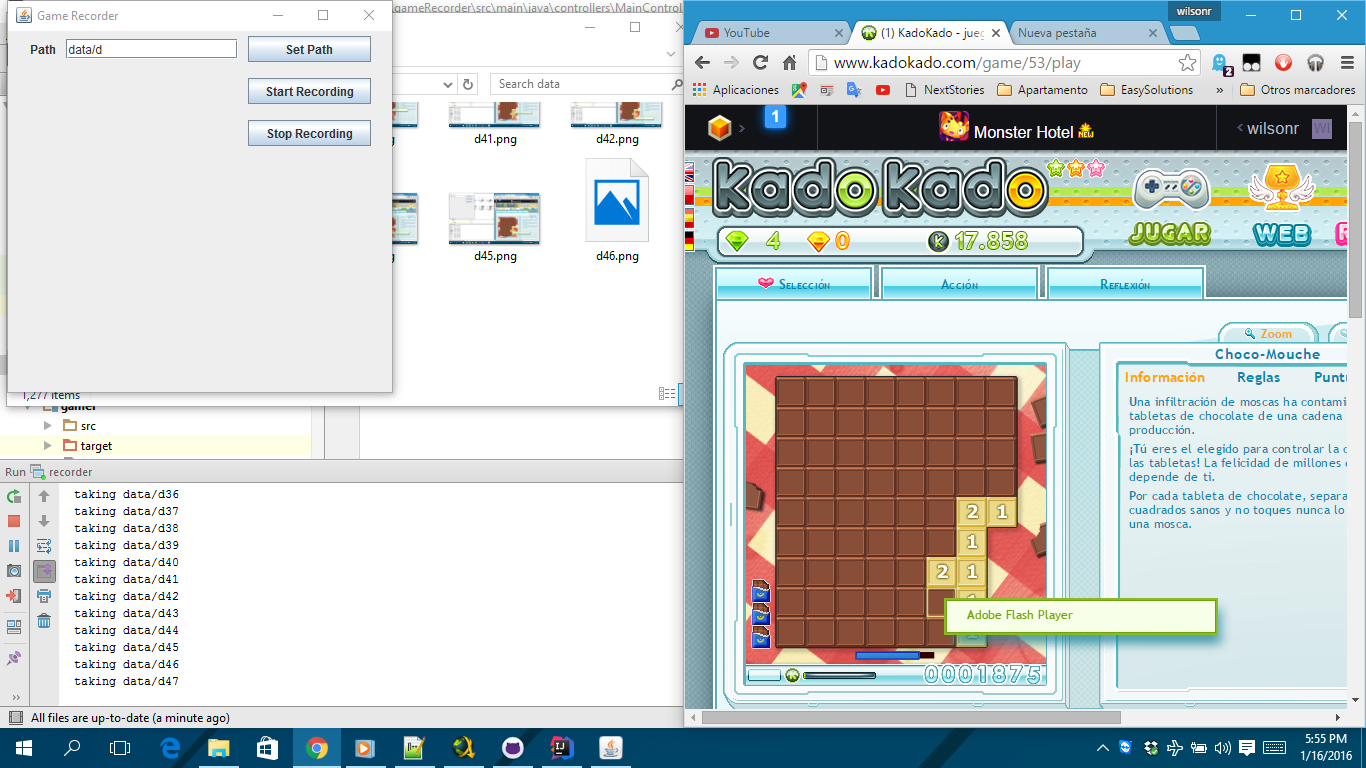 Game Recorder
Path
data/d
Set Path
Start Recording
Stop Recording
.gameRecorder\src\main\java\controllers\MainControl
Search data
d41.png
d42.png
d45.png
d46.png
1,277 items
gamer
src
target
Run
recorder
taking data/d36
taking data/d37
taking data/d38
taking data/d39
taking data/d40
taking data/d41
taking data/d42
taking data/d43
taking data/d44
taking data/d45
taking data/d46
taking data/d47
All files are up-to-date (a minute ago)
wilsonr
YouTube
(1) KadoKado - jueg
Nueva pestaña
www.kadokado.com/game/53/play
2
Aplicaciones
NextStories
Apartamento
EasySolutions
»
Otros marcadores
1
Monster Hotel
NEW
wilsonr
WI
KadoKado
4
0
K
17.858
JUGAR
WEB
Selección
Acción
Reflexión
Zoom
Choco-Mouche
Información
Reglas
Puntu
Una infiltración de moscas ha contami
tabletas de chocolate de una cadena
producción.
¡Tú eres el elegido para controlar la c
las tabletas! La felicidad de millones
depende de ti.
Por cada tableta de chocolate, separa
cuadrados sanos y no toques nunca lo
una mosca.
2 1
1
2 1
1
Adobe Flash Player
0001875
5:55 PM
1/16/2016